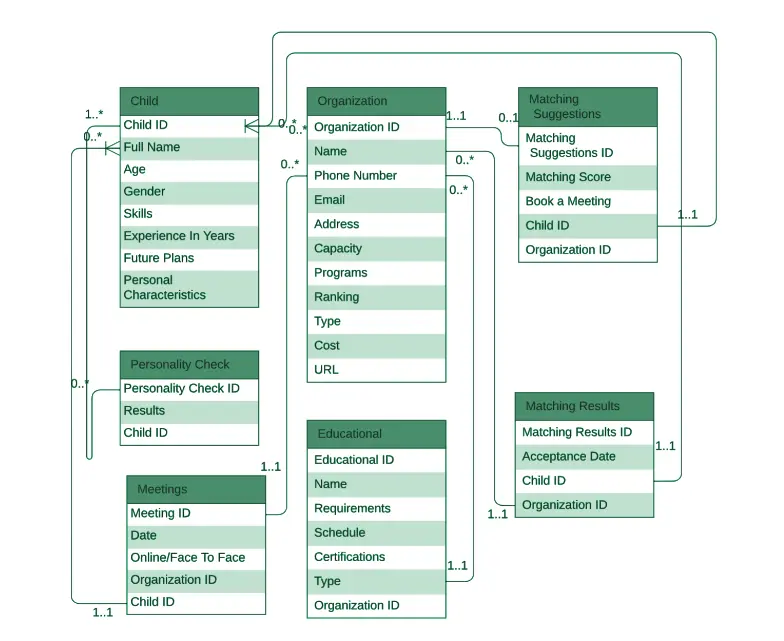 Child
Child ID
Full Name
Age
Gender
Skills
Experience In Years
Future Plans
Personal
Characteristics
1..*
0..*
0..*
0..*
Organization
Organization ID
Name
Phone Number
Email
Address
Capacity
Programs
Ranking
Type
Cost
URL
0..*
1..1
0..*
0..*
0..1
Matching
Suggestions
Matching
Suggestions ID
Matching Score
Book a Meeting
Child ID
Organization ID
1..1
Personality Check
Personality Check ID
Results
Child ID
0..*
Meetings
Meeting ID
Date
Online/Face To Face
Organization ID
Child ID
1..1
1..1
Educational
Educational ID
Name
Requirements
Schedule
Certifications
Type
Organization ID
1..1
Matching Results
Matching Results ID
Acceptance Date
Child ID
Organization ID
1..1
1..1